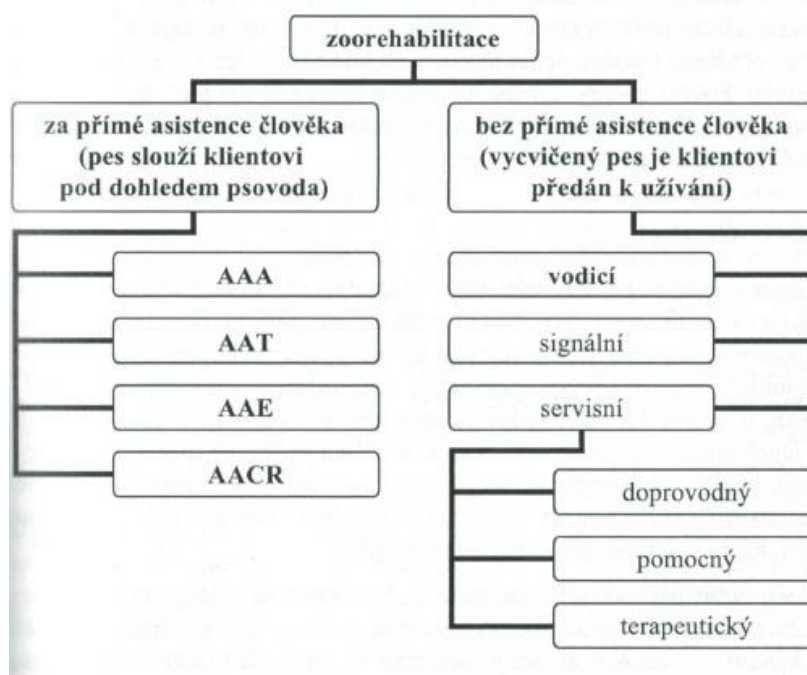 zoorehabilitace
za přímé asistence člověka
(pes slouží klientovi
pod dohledem psovoda)
bez přímé asistence člověka
(vycvičený pes je klientovi
předán k užívání)
AAA
AAT
AAE
AACR
vodicí
signální
servisní
doprovodný
pomocný
terapeutický